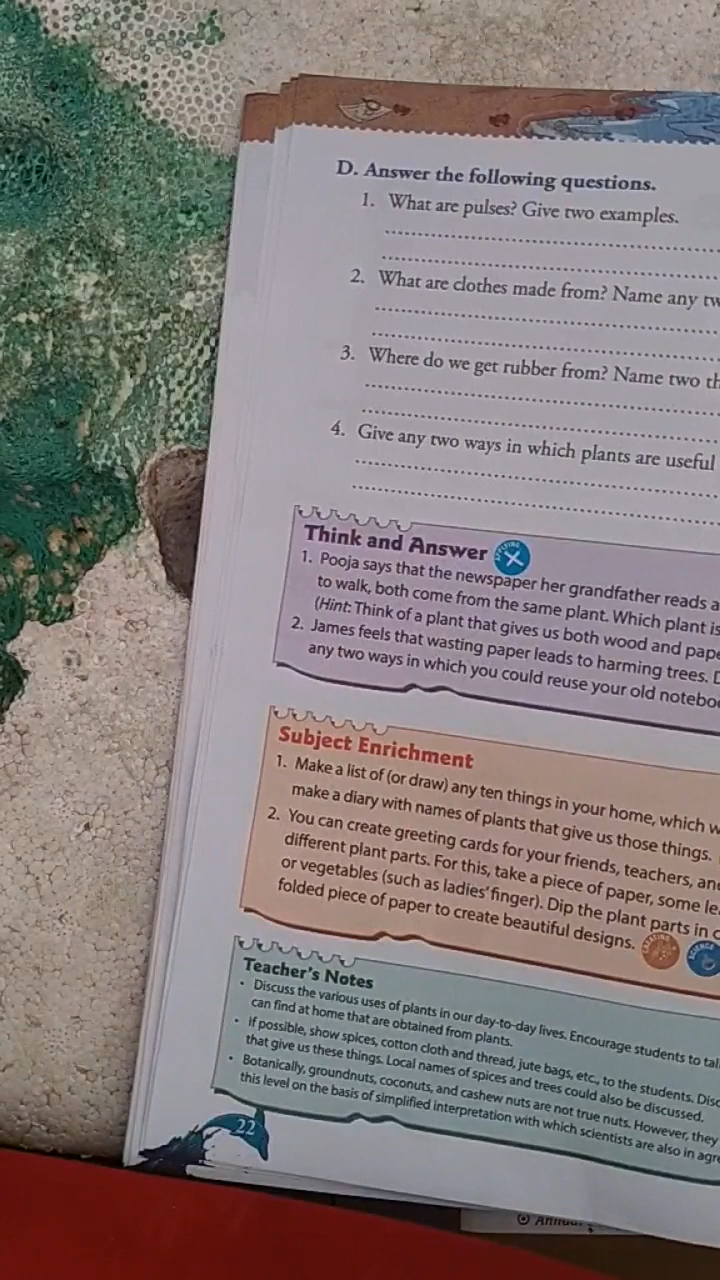 D. Answer the following questions.
1. What are pulses? Give two examples.
2. What are clothes made from? Name any tw
3. Where do we get rubber from? Name two th
4. Give any two ways in which plants are useful
Think and Answer
1. Pooja says that the newspaper her grandfather reads a
to walk, both come from the same plant. Which plant is
(Hint: Think of a plant that gives us both wood and pape
2. James feels that wasting paper leads to harming trees. D
any two ways in which you could reuse your old notebo
Subject Enrichment
1. Make a list of (or draw) any ten things in your home, which w
make a diary with names of plants that give us those things.
2. You can create greeting cards for your friends, teachers, an
different plant parts. For this, take a piece of paper, some le
or vegetables (such as ladies' finger). Dip the plant parts in c
folded piece of paper to create beautiful designs.
Teacher's Notes
• Discuss the various uses of plants in our day-to-day lives. Encourage students to tal
can find at home that are obtained from plants.
• If possible, show spices, cotton cloth and thread, jute bags, etc., to the students. Disc
that give us these things. Local names of spices and trees could also be discussed.
• Botanically, groundnuts, coconuts, and cashew nuts are not true nuts. However, they
this level on the basis of simplified interpretation with which scientists are also in agre
22